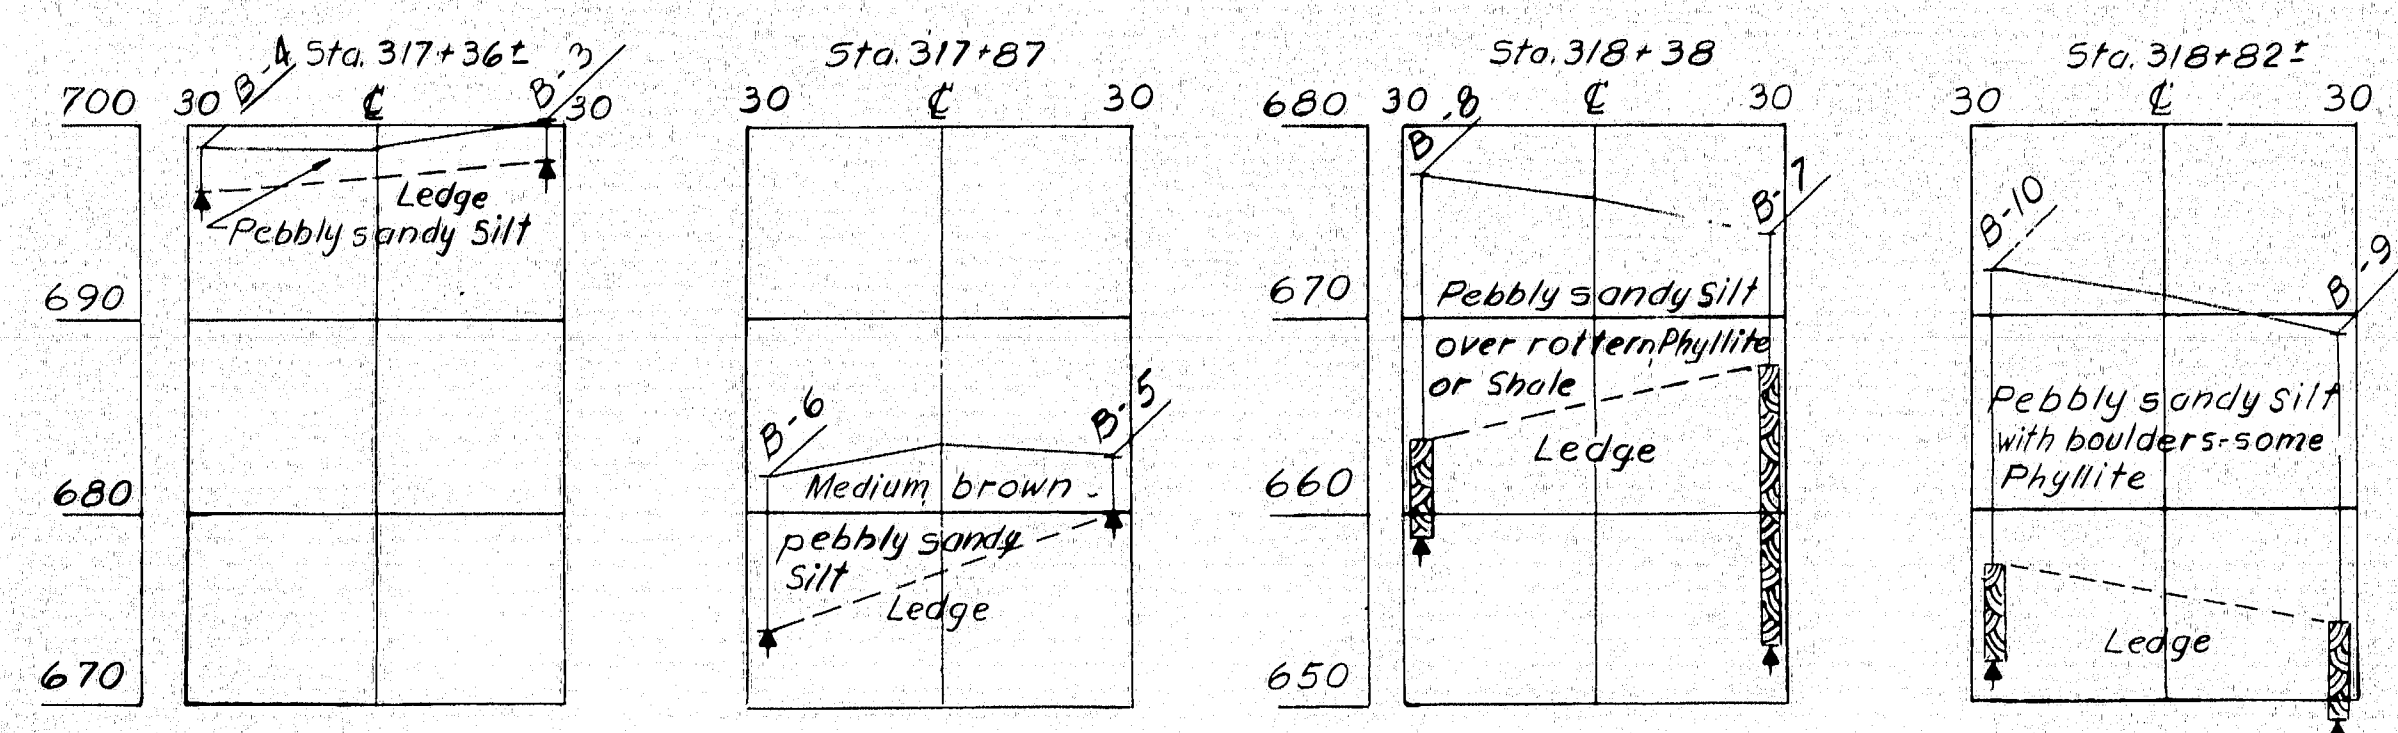 Sta. 317+36±
B-4
B-3
700
30
℄
30
690
680
670
Ledge
Pebbly sandy Silt
Sta. 317+87
30
℄
30
B-6
B-5
Medium brown
pebbly sandy
Silt
Ledge
Sta. 318+38
680
30
℄
30
B-8
B-7
670
660
650
Pebbly sandy Silt
over rottern Phyllite
or Shale
Ledge
Sta. 318+82±
30
℄
30
B-10
B-9
Pebbly sandy Silt
with boulders-some
Phyllite
Ledge